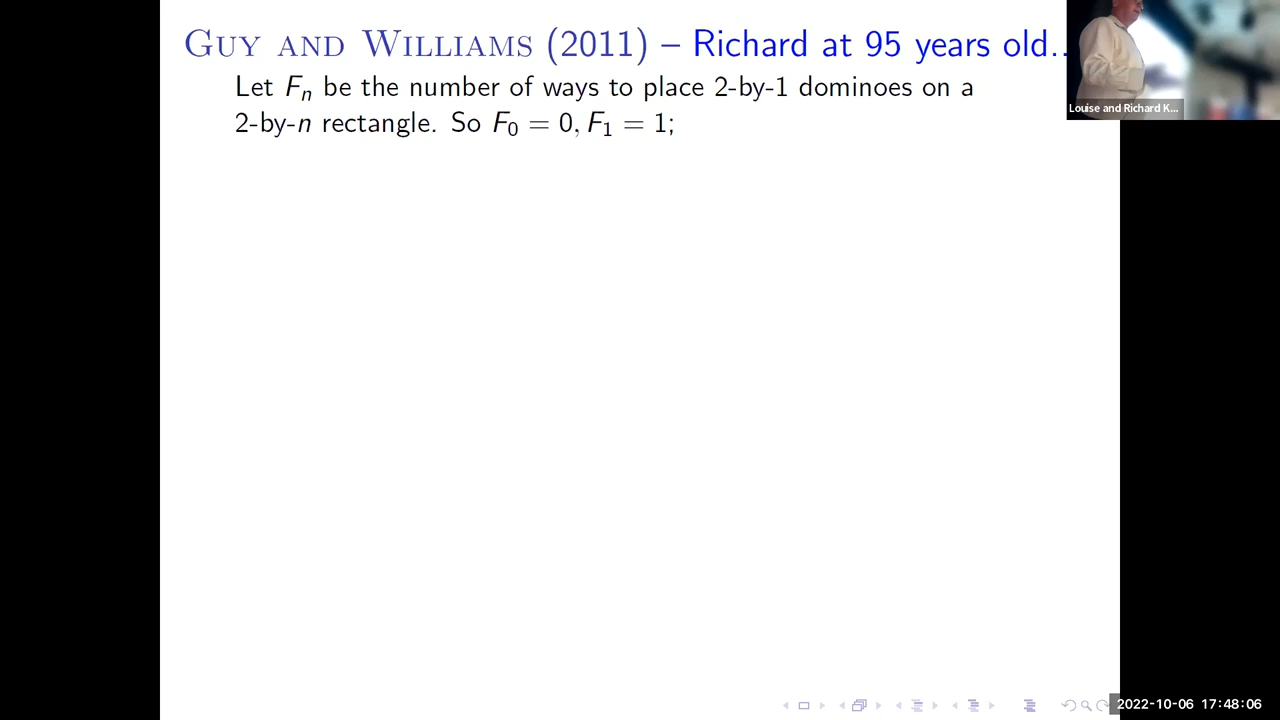 GUY AND WILLIAMS (2011) – Richard at 95 years old..
Let Fₙ be the number of ways to place 2-by-1 dominoes on a
2-by-n rectangle. So F₀ = 0, F₁ = 1;
Louise and Richard K...
2022-10-06 17:48:06